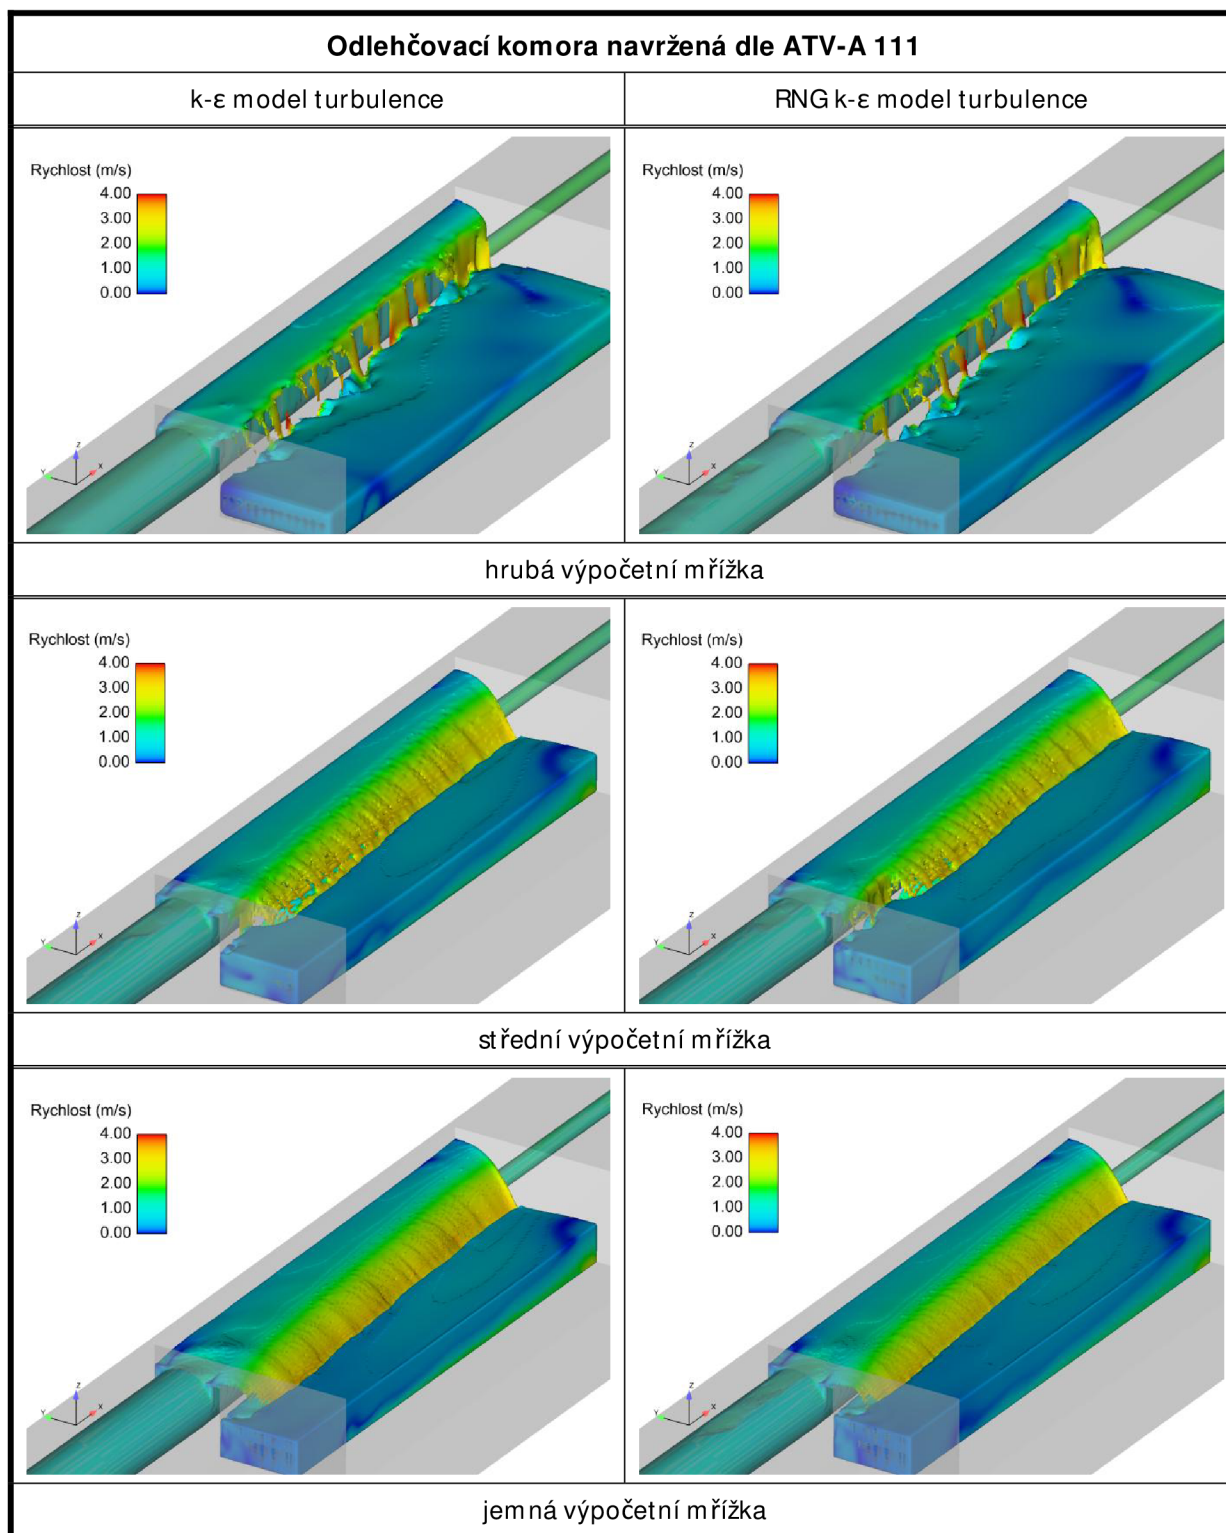 Odlehčovací komora navržená dle ATV-A 111
k-ε model turbulence
RNG k-ε model turbulence
Rychlost (m/s)
4.00
3.00
2.00
1.00
0.00
Z
Y
X
Rychlost (m/s)
4.00
3.00
2.00
1.00
0.00
Z
Y
X
hrubá výpočetní mřížka
Rychlost (m/s)
4.00
3.00
2.00
1.00
0.00
Z
Y
X
Rychlost (m/s)
4.00
3.00
2.00
1.00
0.00
Z
Y
X
střední výpočetní mřížka
Rychlost (m/s)
4.00
3.00
2.00
1.00
0.00
Z
Y
X
Rychlost (m/s)
4.00
3.00
2.00
1.00
0.00
Z
Y
X
jemná výpočetní mřížka